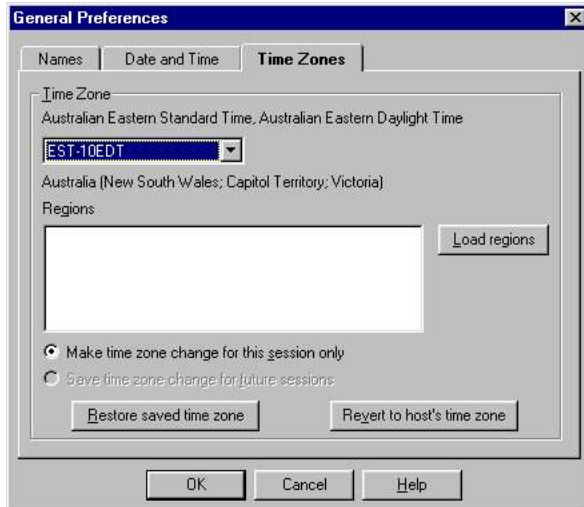 General Preferences
Names
Date and Time
Time Zones
Time Zone
Australian Eastern Standard Time, Australian Eastern Daylight Time
EST-10EDT
Australia (New South Wales; Capitol Territory; Victoria)
Regions
Load regions
Make time zone change for this session only
Save time zone change for future sessions
Restore saved time zone
Revert to host's time zone
OK
Cancel
Help